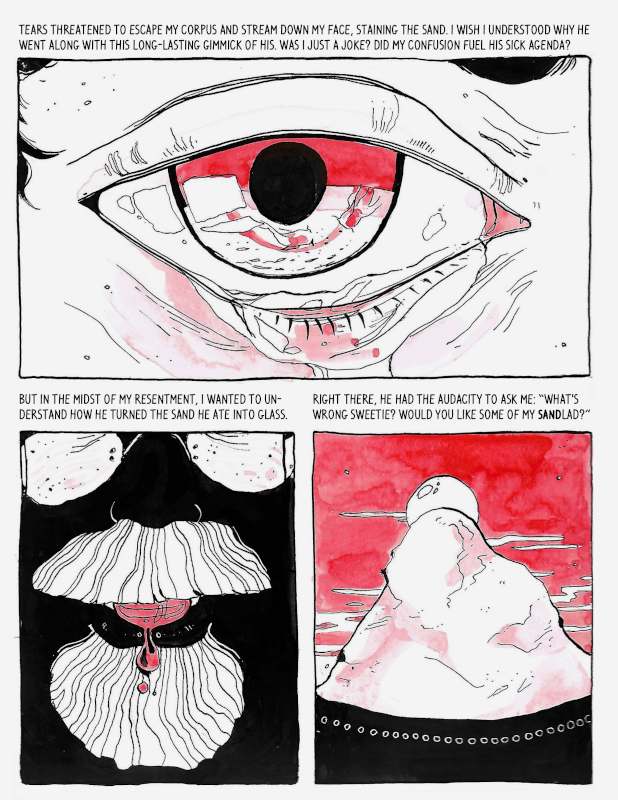 TEARS THREATENED TO ESCAPE MY CORPUS AND STREAM DOWN MY FACE, STAINING THE SAND. I WISH I UNDERSTOOD WHY HE
WENT ALONG WITH THIS LONG-LASTING GIMMICK OF HIS. WAS I JUST A JOKE? DID MY CONFUSION FUEL HIS SICK AGENDA?
BUT IN THE MIDST OF MY RESENTMENT, I WANTED TO UN-
DERSTAND HOW HE TURNED THE SAND HE ATE INTO GLASS.
RIGHT THERE, HE HAD THE AUDACITY TO ASK ME: “WHAT'S
WRONG SWEETIE? WOULD YOU LIKE SOME OF MY SANDLAD?”